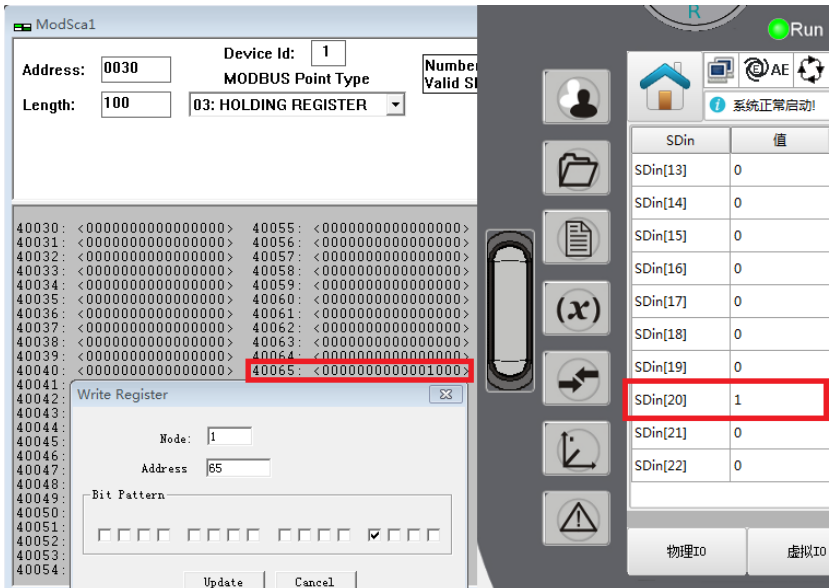 ModSca1
Address: 0030
Device Id: 1
MODBUS Point Type
Length: 100
03: HOLDING REGISTER
40030: <0000000000000000> 40055: <0000000000000000>
40031: <0000000000000000> 40056: <0000000000000000>
40032: <0000000000000000> 40057: <0000000000000000>
40033: <0000000000000000> 40058: <0000000000000000>
40034: <0000000000000000> 40059: <0000000000000000>
40035: <0000000000000000> 40060: <0000000000000000>
40036: <0000000000000000> 40061: <0000000000000000>
40037: <0000000000000000> 40062: <0000000000000000>
40038: <0000000000000000> 40063: <0000000000000000>
40039: <0000000000000000> 40064: <0000000000000000>
40040: <0000000000000000> 40065: <0000000000001000>
40041:
40042:
40043:
40044:
40045:
40046:
40047:
40048:
40049:
40050:
40051:
40052:
40053:
40054:
Write Register
Node: 1
Address 65
Bit Pattern
Update Cancel
R
Run
AE
系统正常启动!
SDin 值
SDin[13] 0
SDin[14] 0
SDin[15] 0
SDin[16] 0
SDin[17] 0
SDin[18] 0
SDin[19] 0
SDin[20] 1
SDin[21] 0
SDin[22] 0
(x)
物理IO 虚拟IO